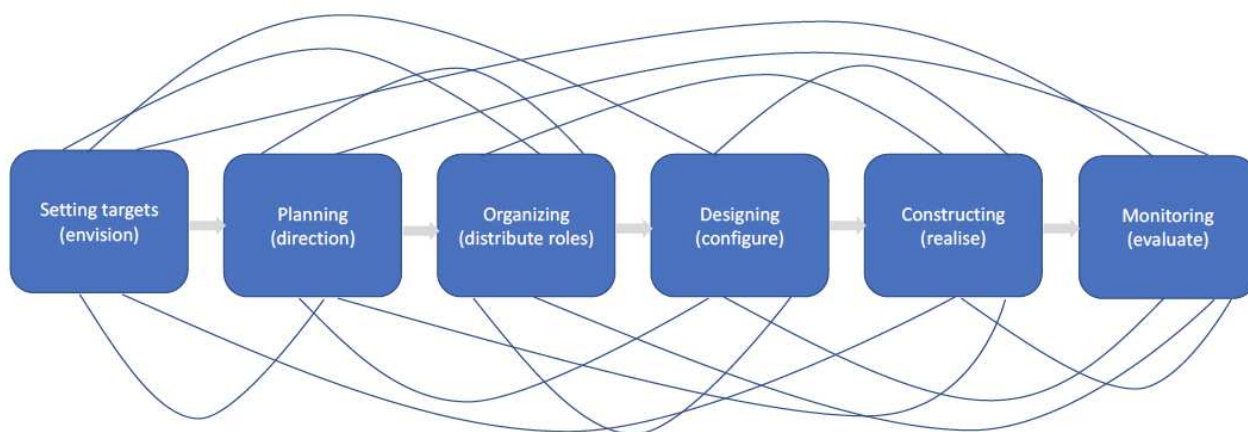 Setting targets
(envision)
Planning
(direction)
Organizing
(distribute roles)
Designing
(configure)
Constructing
(realise)
Monitoring
(evaluate)